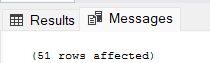 Results Messages
(51 rows affected)